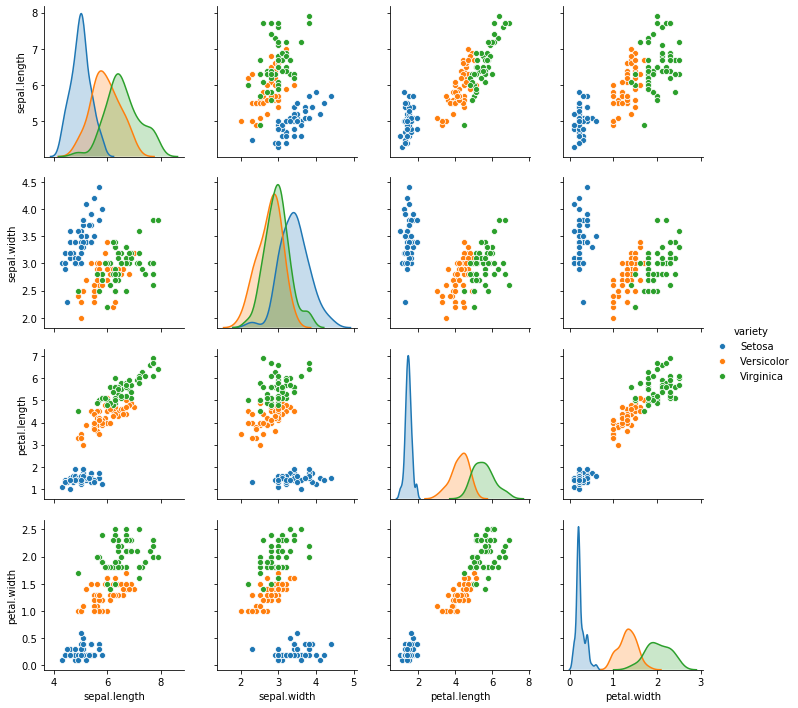 8
7
6
5
sepal.length
4.5
4.0
3.5
3.0
2.5
2.0
sepal.width
variety
Setosa
Versicolor
Virginica
7
6
5
4
3
2
1
petal.length
2.5
2.0
1.5
1.0
0.5
0.0
petal.width
4 6 8
sepal.length
2 3 4 5
sepal.width
2 4 6 8
petal.length
0 1 2 3
petal.width